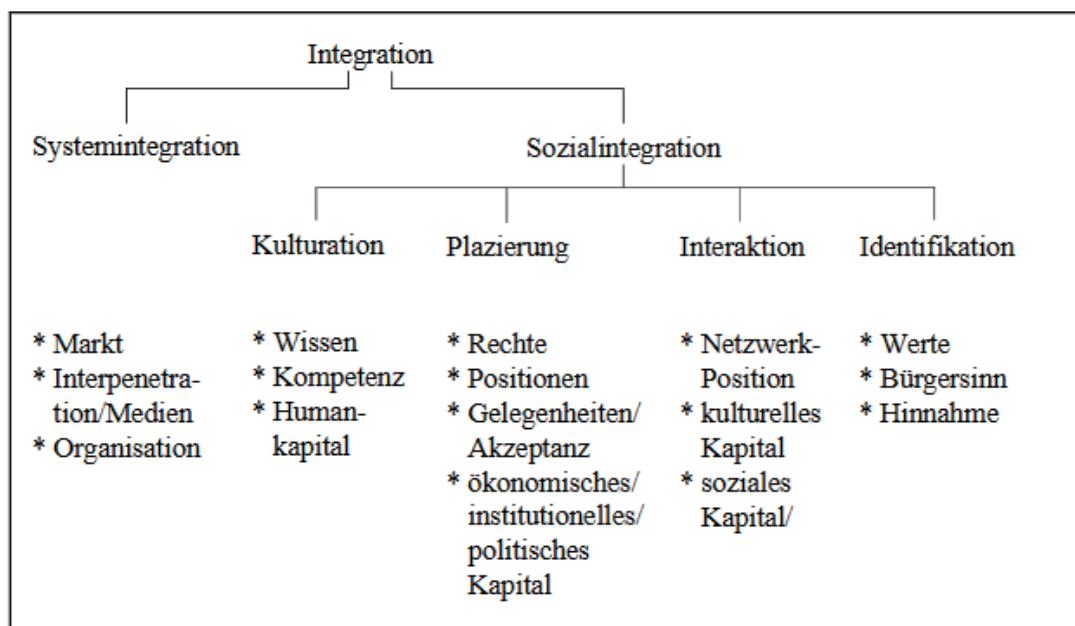 Integration
Systemintegration
Sozialintegration
Kulturation
Plazierung
Interaktion
Identifikation
* Markt
* Interpenetra-
tion/Medien
* Organisation
* Wissen
* Kompetenz
* Human-
kapital
* Rechte
* Positionen
* Gelegenheiten/
Akzeptanz
* ökonomisches/
institutionelles/
politisches
Kapital
* Netzwerk-
Position
* kulturelles
Kapital
* soziales
Kapital/
* Werte
* Bürgersinn
* Hinnahme